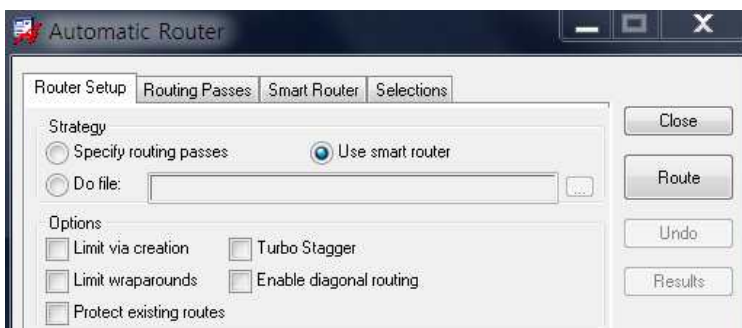 Automatic Router
X
Router Setup Routing Passes Smart Router Selections
Strategy
Specify routing passes Use smart router
Do file: ...
Options
Limit via creation Turbo Stagger
Limit wraparounds Enable diagonal routing
Protect existing routes
Close
Route
Undo
Results